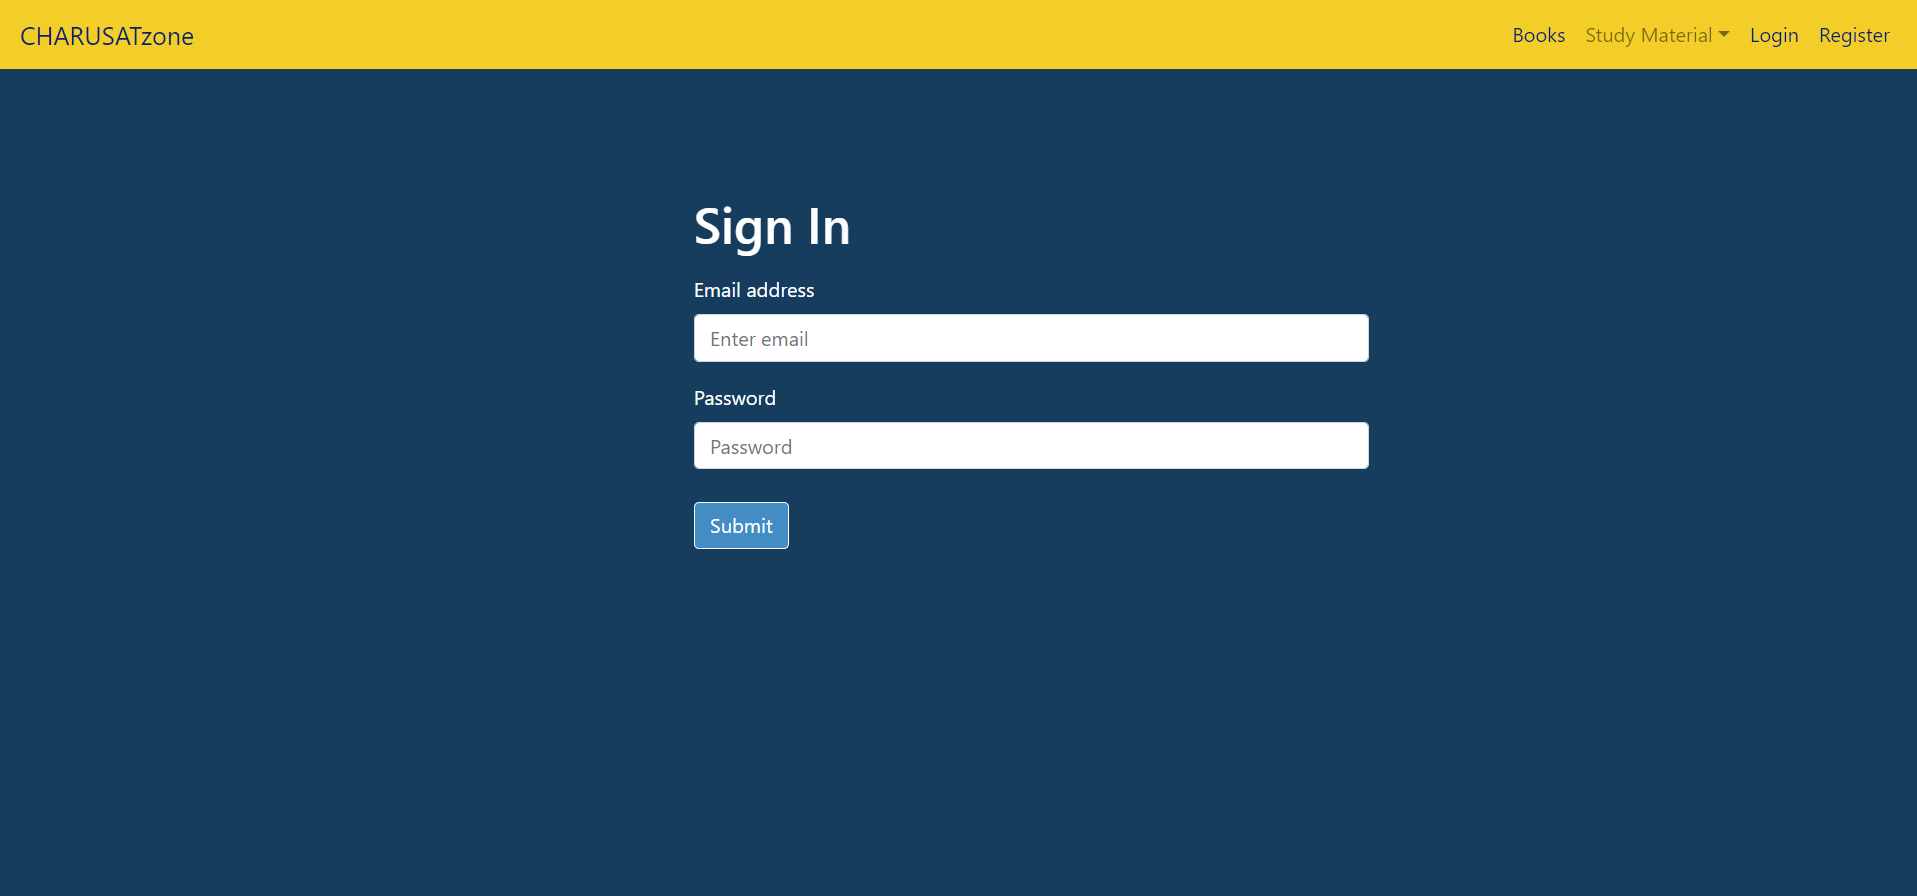 CHARUSATzone Books Study Material Login Register
Sign In
Email address
Enter email
Password
Password
Submit